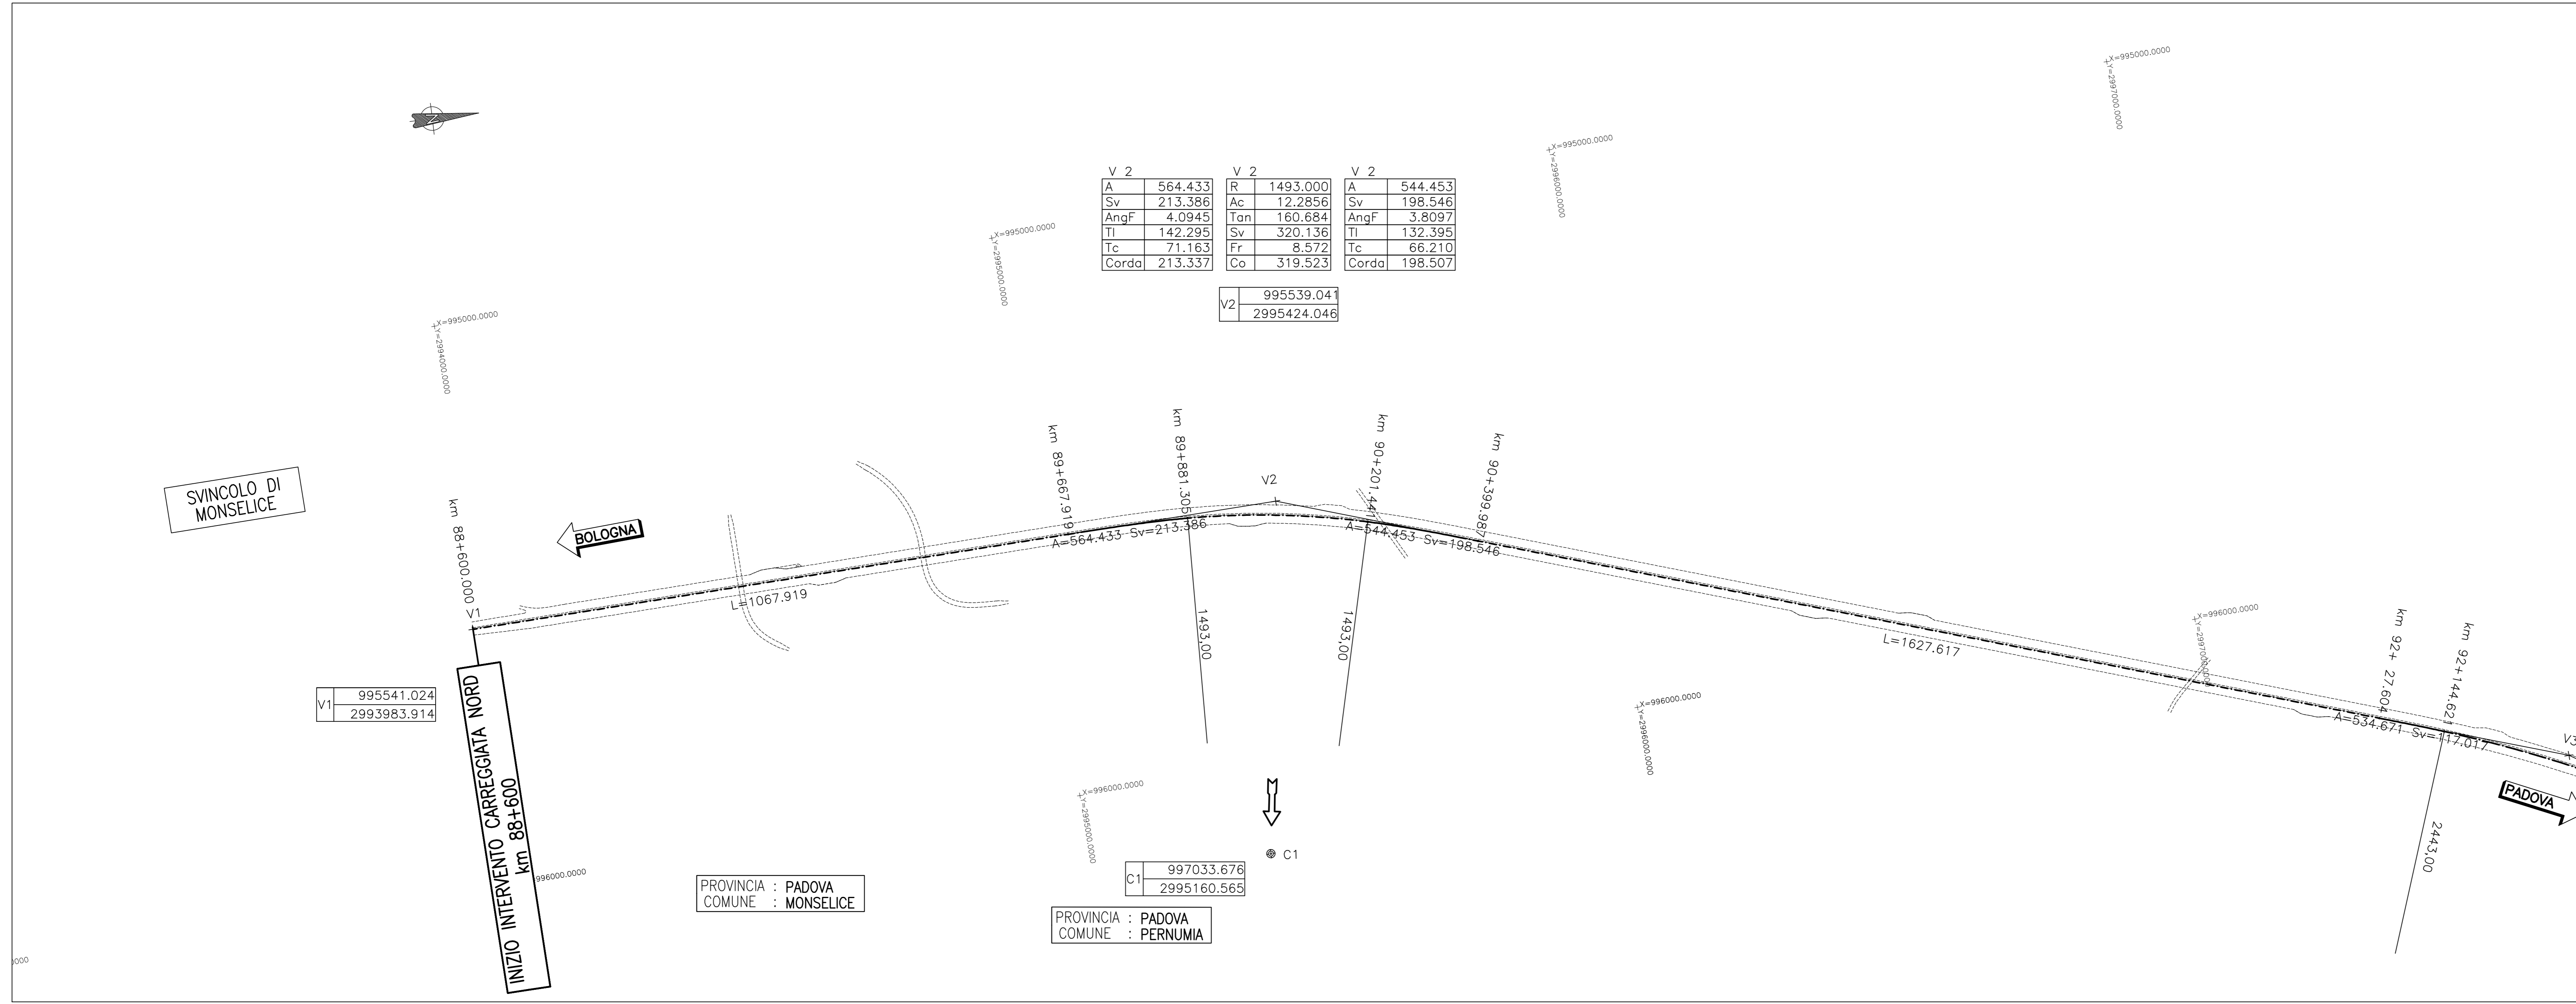 X=995000.0000
Y=2997000.0000
X=995000.0000
Y=2996000.0000
X=995000.0000
Y=2995000.0000
X=995000.0000
Y=2994000.0000
N
V 2
A 564.433
Sv 213.386
AngF 4.0945
Tl 142.295
Tc 71.163
Corda 213.337
V 2
R 1493.000
Ac 12.2856
Tan 160.684
Sv 320.136
Fr 8.572
Co 319.523
V 2
A 544.453
Sv 198.546
AngF 3.8097
Tl 132.395
Tc 66.210
Corda 198.507
V2
995539.041
2995424.046
SVINCOLO DI
MONSELICE
km 88+600.000
V1
BOLOGNA
L=1067.919
km 89+667.919
km 89+881.305
A=564.433 Sv=213.386
V2
km 90+201.441
km 90+399.987
A=544.453 Sv=198.546
1493,00
1493,00
L=1627.617
X=996000.0000
Y=2997000.0000
km 92+ 27.604
km 92+144.621
A=534.671 Sv=117.017
V3
PADOVA
2443,00
V1
995541.024
2993983.914
INIZIO INTERVENTO CARREGGIATA NORD
km 88+600
996000.0000
X=996000.0000
Y=2996000.0000
X=996000.0000
Y=2995000.0000
C1
C1
997033.676
2995160.565
PROVINCIA : PADOVA
COMUNE : MONSELICE
PROVINCIA : PADOVA
COMUNE : PERNUMIA
0000